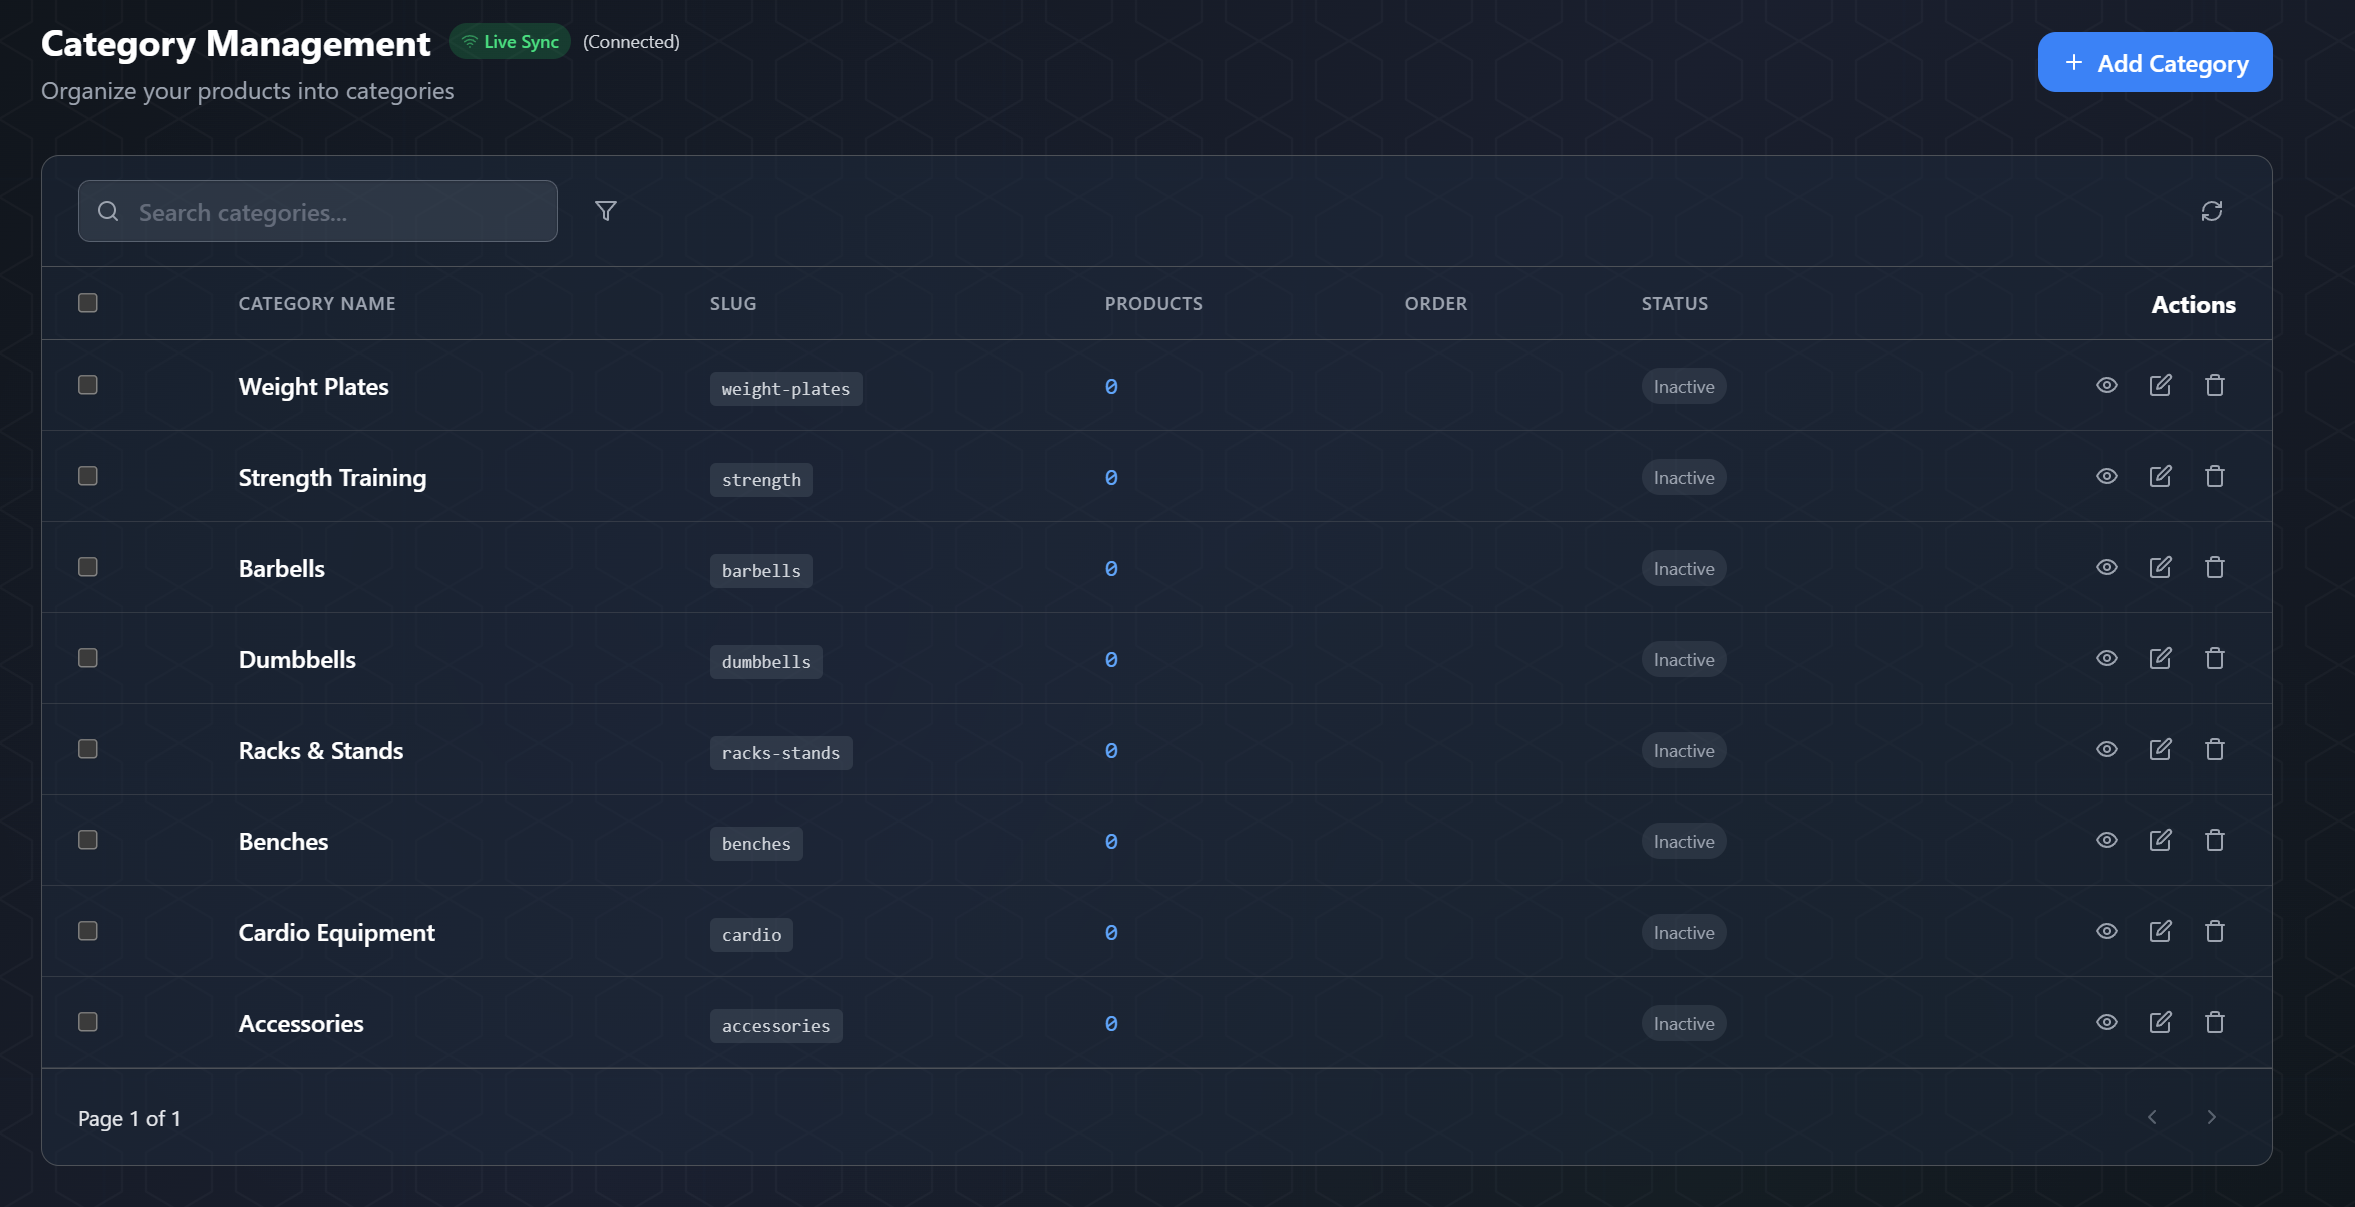 Category Management Live Sync (Connected)
Organize your products into categories
+ Add Category
Search categories...
CATEGORY NAME SLUG PRODUCTS ORDER STATUS Actions
Weight Plates weight-plates 0 Inactive
Strength Training strength 0 Inactive
Barbells barbells 0 Inactive
Dumbbells dumbbells 0 Inactive
Racks & Stands racks-stands 0 Inactive
Benches benches 0 Inactive
Cardio Equipment cardio 0 Inactive
Accessories accessories 0 Inactive
Page 1 of 1